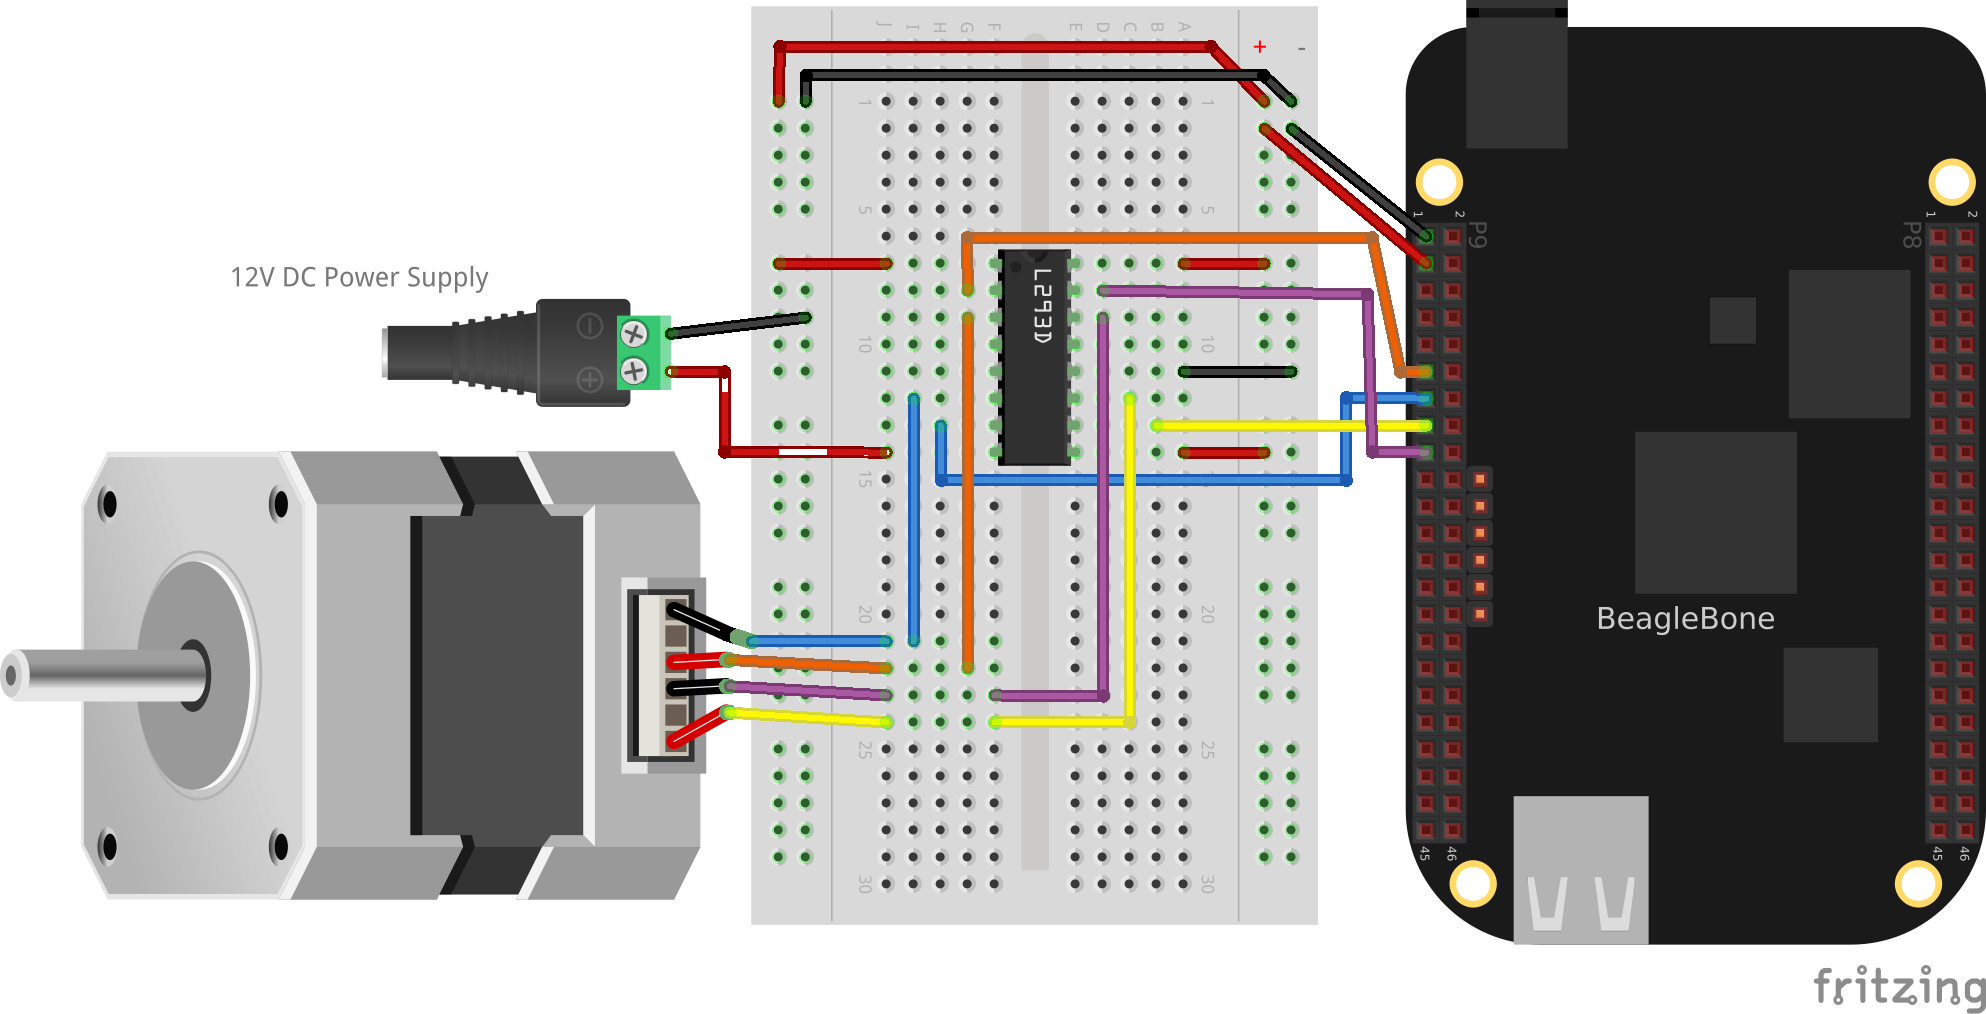 J I H G F E D C B A
+ -
1 1
5 5
10 10
15 15
20 20
25 25
30 30
12V DC Power Supply
− +
L293D
1 2
P9
45 46
1 2
P8
45 46
BeagleBone
fritzing